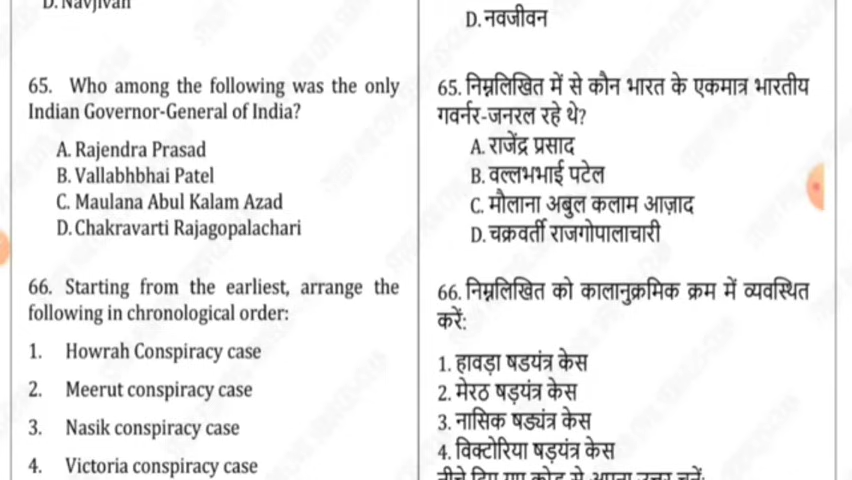 D. Navjivan
65. Who among the following was the only
Indian Governor-General of India?
A. Rajendra Prasad
B. Vallabhbhai Patel
C. Maulana Abul Kalam Azad
D. Chakravarti Rajagopalachari
66. Starting from the earliest, arrange the
following in chronological order:
1. Howrah Conspiracy case
2. Meerut conspiracy case
3. Nasik conspiracy case
4. Victoria conspiracy case
D. नवजीवन
65. निम्नलिखित में से कौन भारत के एकमात्र भारतीय
गवर्नर-जनरल रहे थे?
A. राजेंद्र प्रसाद
B. वल्लभभाई पटेल
C. मौलाना अबुल कलाम आज़ाद
D. चक्रवर्ती राजगोपालाचारी
66. निम्नलिखित को कालानुक्रमिक क्रम में व्यवस्थित
करें:
1. हावड़ा षडयंत्र केस
2. मेरठ षड़यंत्र केस
3. नासिक षड्यंत्र केस
4. विक्टोरिया षड़यंत्र केस
नीचे दिए गए कोड से अपना उत्तर चुनें: